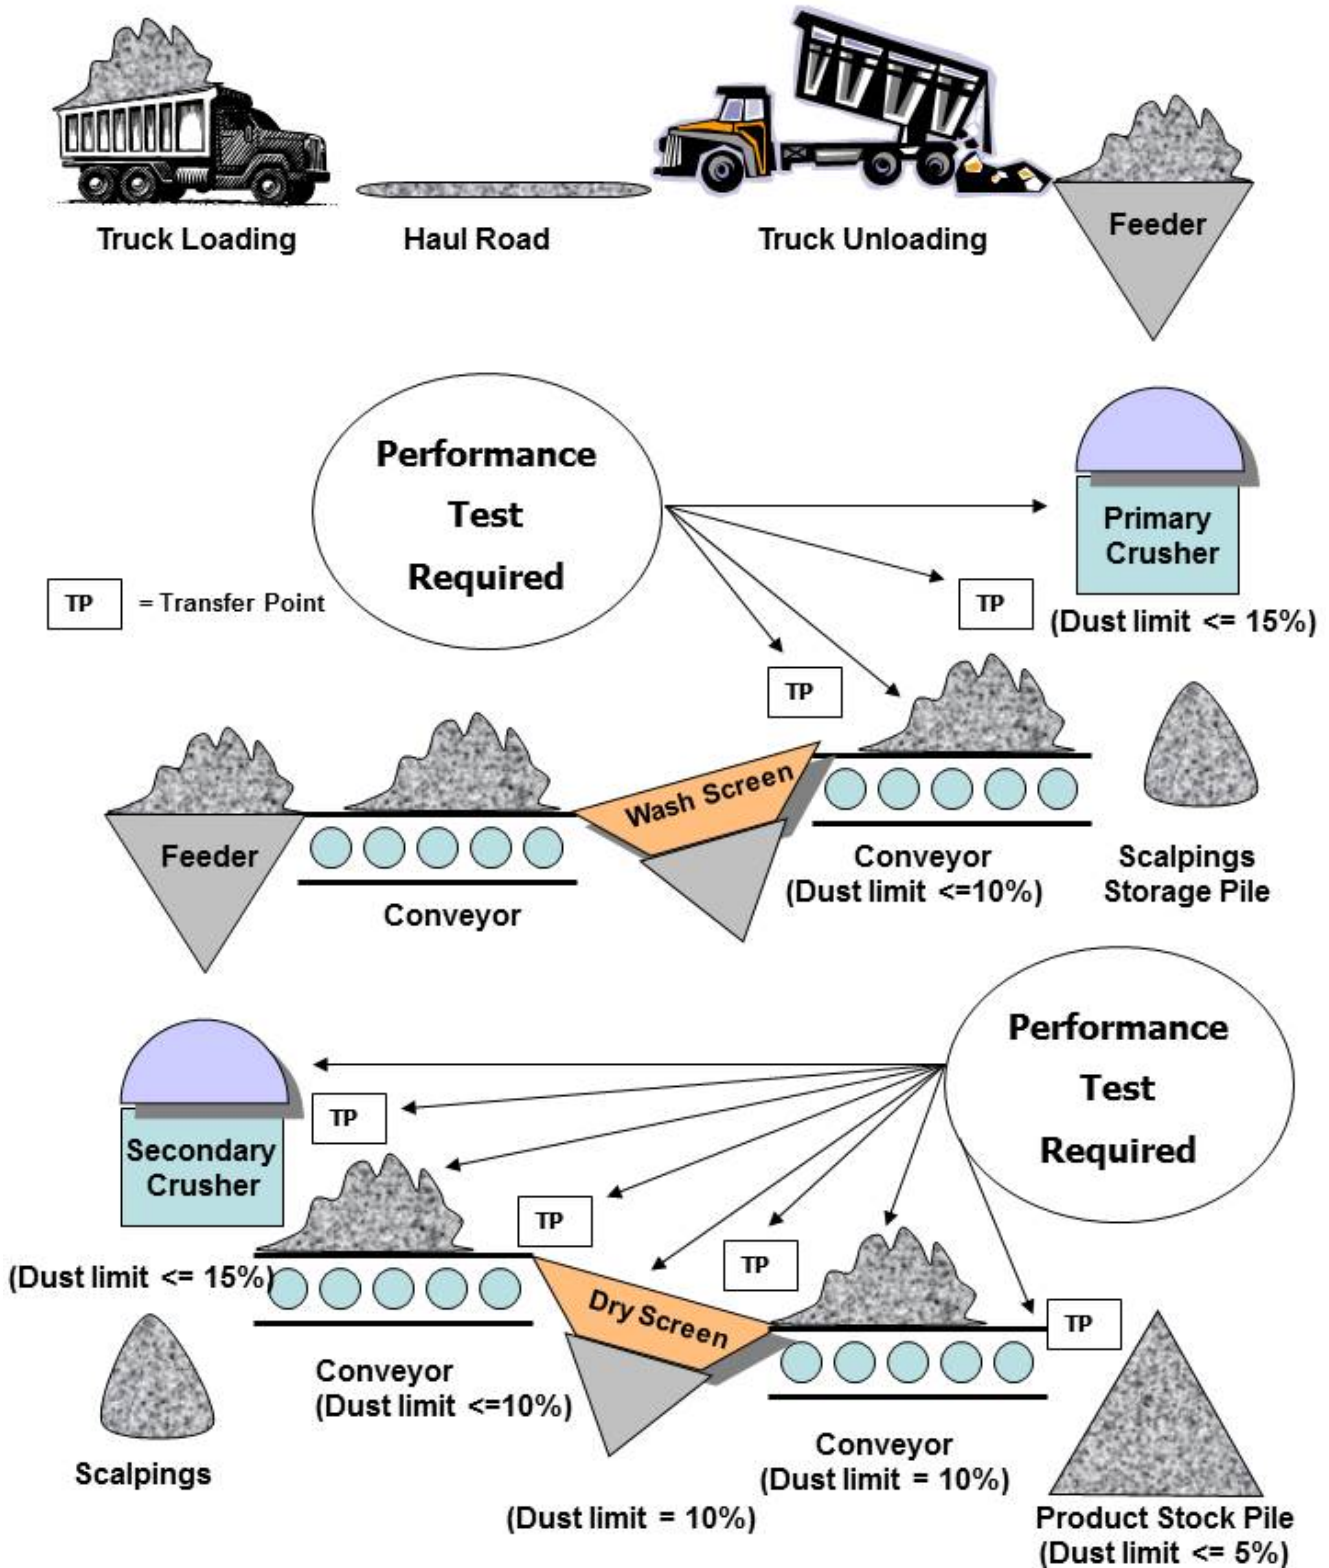 Truck Loading
Haul Road
Truck Unloading
Feeder
Performance
Test
Required
Primary
Crusher
(Dust limit <= 15%)
TP
= Transfer Point
TP
TP
Wash Screen
Feeder
Conveyor
Conveyor
(Dust limit <=10%)
Scalpings
Storage Pile
Performance
Test
Required
Secondary
Crusher
(Dust limit <= 15%)
TP
TP
TP
TP
Dry Screen
Scalpings
Conveyor
(Dust limit <=10%)
Conveyor
(Dust limit = 10%)
(Dust limit = 10%)
Product Stock Pile
(Dust limit <= 5%)